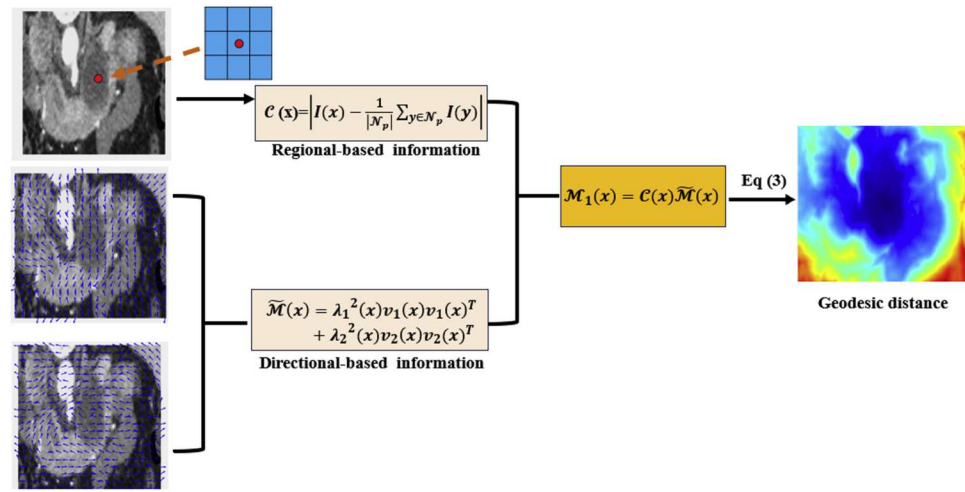 𝓒 (x)=|I(x) − 1/|𝓝ₚ| ∑y∈𝓝ₚ I(y)|
Regional-based information
𝓜̃(x) = λ₁²(x)v₁(x)v₁(x)ᵀ
+ λ₂²(x)v₂(x)v₂(x)ᵀ
Directional-based information
𝓜₁(x) = 𝓒(x)𝓜̃(x)
Eq (3)
Geodesic distance